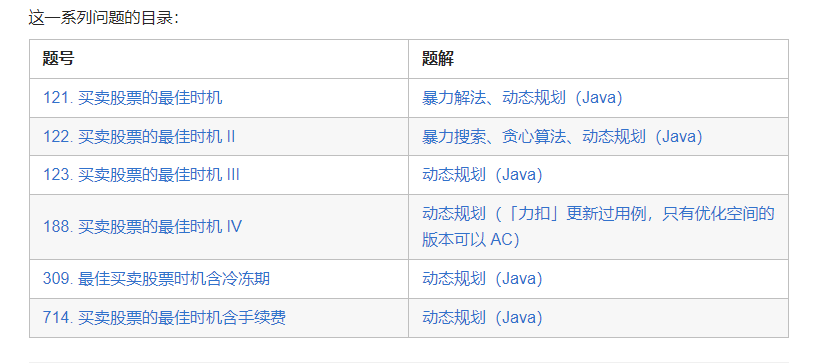 这一系列问题的目录：
题号 题解
121. 买卖股票的最佳时机 暴力解法、动态规划（Java）
122. 买卖股票的最佳时机 II 暴力搜索、贪心算法、动态规划（Java）
123. 买卖股票的最佳时机 III 动态规划（Java）
188. 买卖股票的最佳时机 IV 动态规划（「力扣」更新过用例，只有优化空间的
版本可以 AC）
309. 最佳买卖股票时机含冷冻期 动态规划（Java）
714. 买卖股票的最佳时机含手续费 动态规划（Java）